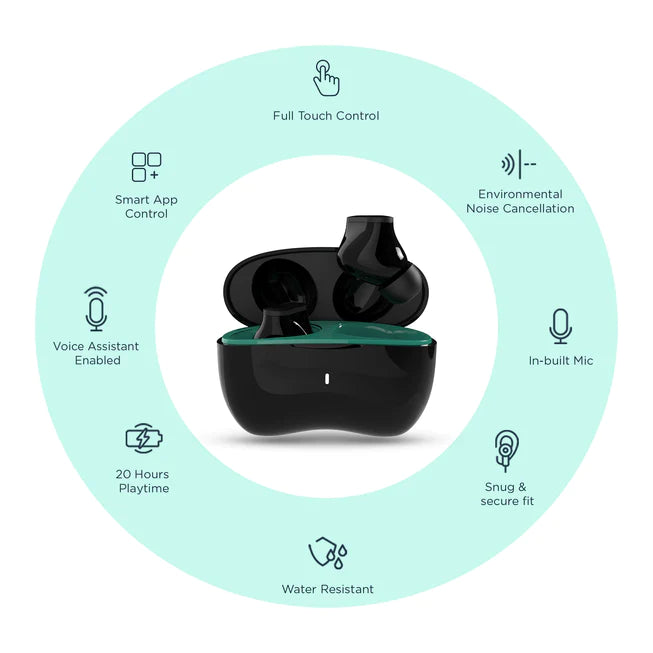 Full Touch Control
Environmental
Noise Cancellation
In-built Mic
Snug &
secure fit
Water Resistant
20 Hours
Playtime
Voice Assistant
Enabled
Smart App
Control